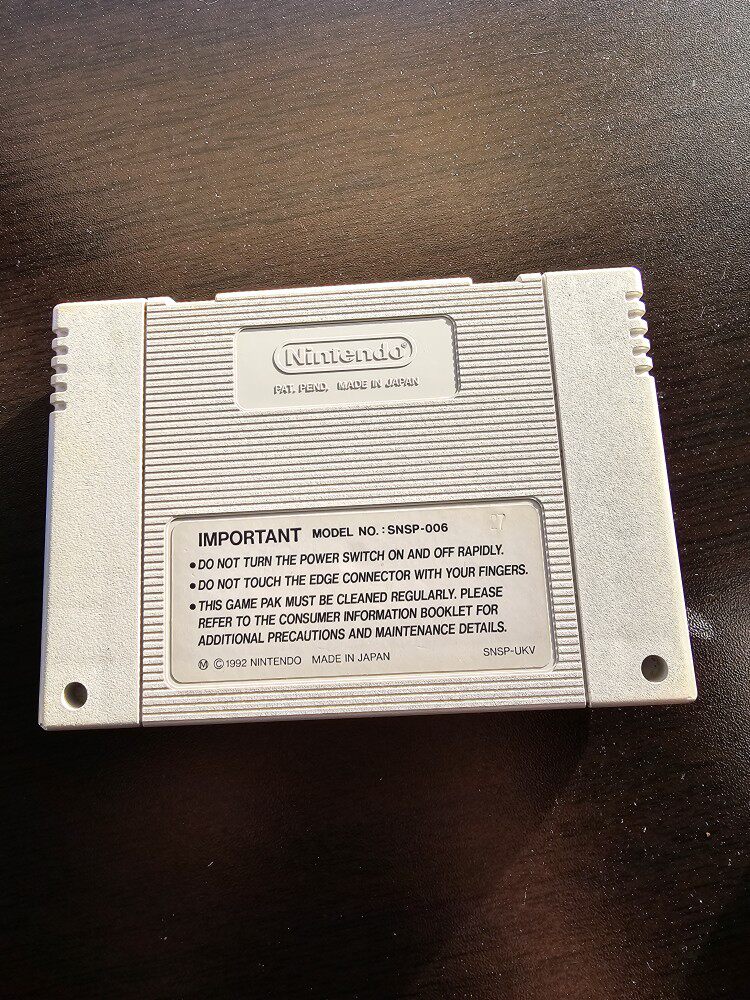 Nintendo®
PAT. PEND. MADE IN JAPAN
IMPORTANT MODEL NO. : SNSP-006
• DO NOT TURN THE POWER SWITCH ON AND OFF RAPIDLY.
• DO NOT TOUCH THE EDGE CONNECTOR WITH YOUR FINGERS.
• THIS GAME PAK MUST BE CLEANED REGULARLY. PLEASE
REFER TO THE CONSUMER INFORMATION BOOKLET FOR
ADDITIONAL PRECAUTIONS AND MAINTENANCE DETAILS.
Ⓜ © 1992 NINTENDO MADE IN JAPAN SNSP-UKV